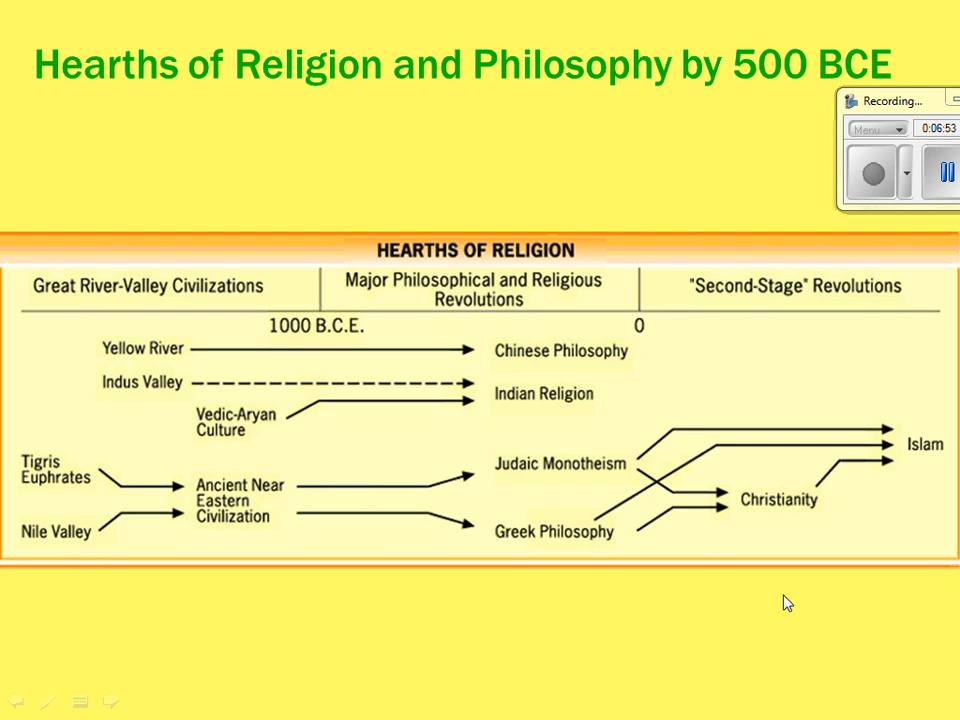 Hearths of Religion and Philosophy by 500 BCE
Recording...
Menu
0:06:53
HEARTHS OF RELIGION
Great River-Valley Civilizations
Major Philosophical and Religious
Revolutions
"Second-Stage" Revolutions
1000 B.C.E.
0
Yellow River
Chinese Philosophy
Indus Valley
Indian Religion
Vedic-Aryan
Culture
Tigris
Euphrates
Ancient Near
Eastern
Civilization
Nile Valley
Judaic Monotheism
Greek Philosophy
Christianity
Islam